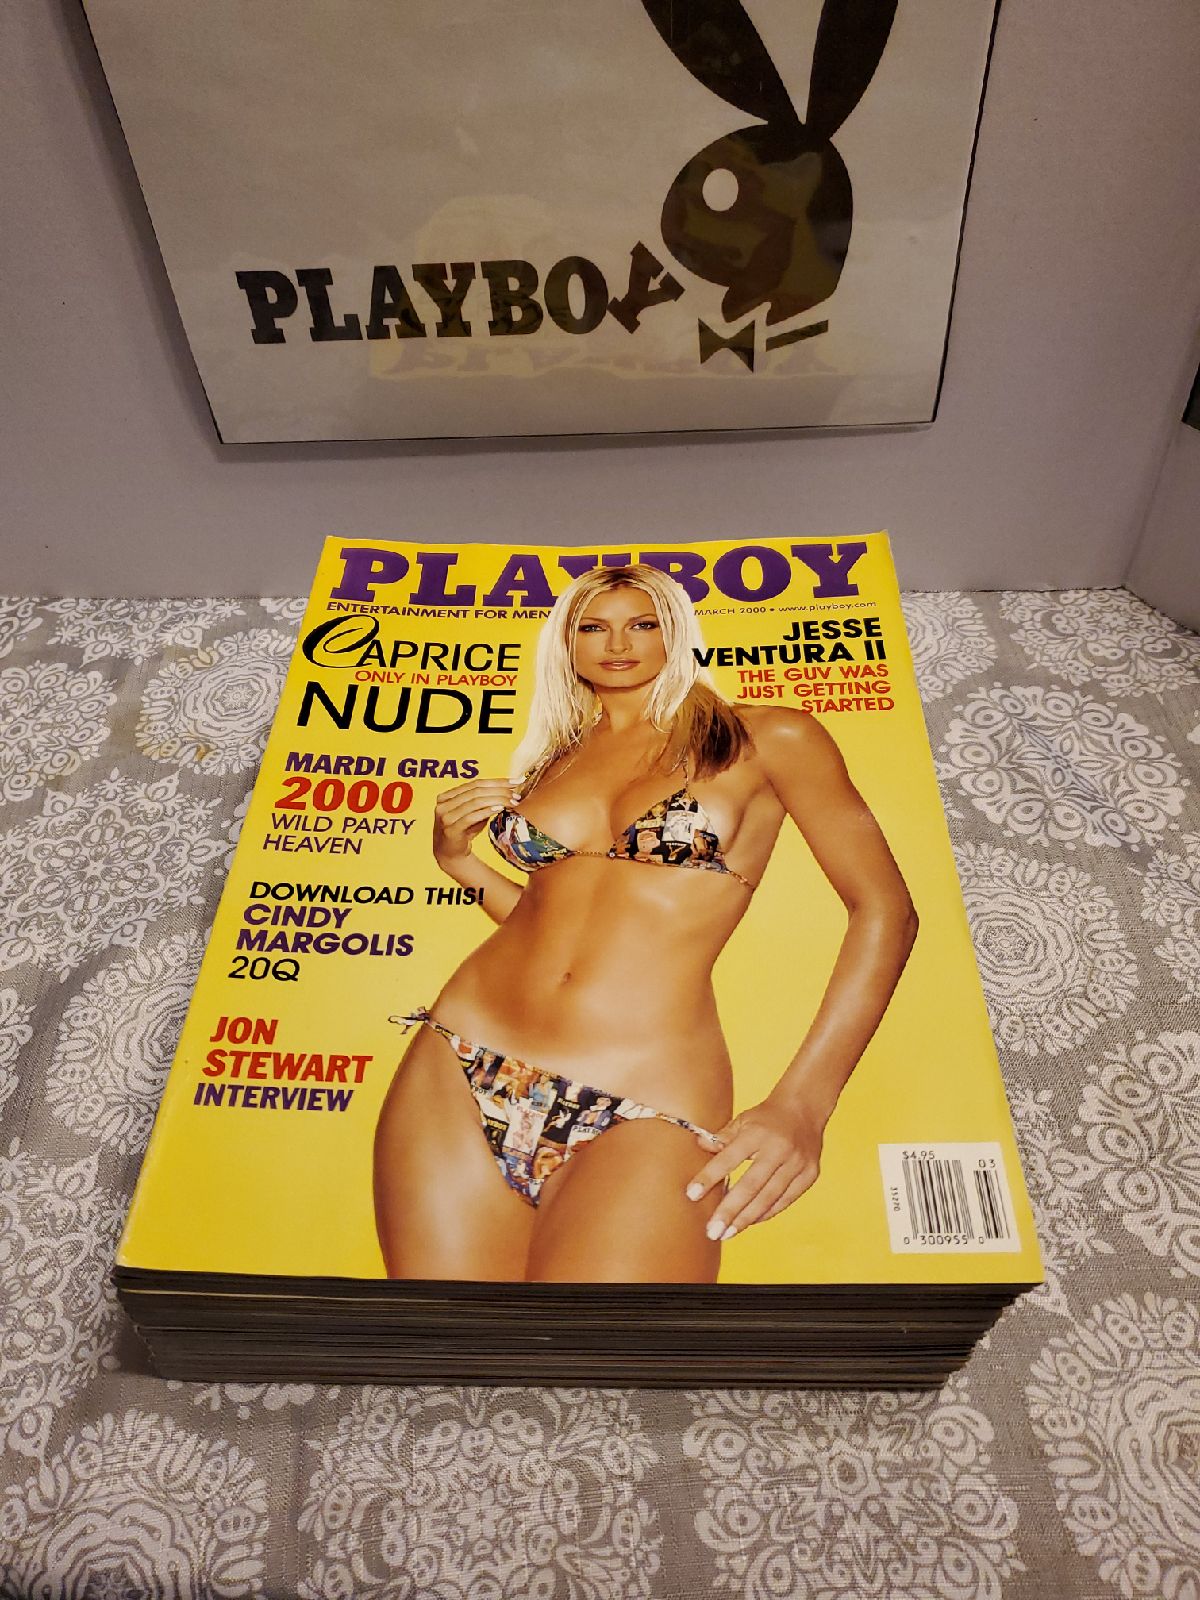 PLAYBOY
PLAYBOY
ENTERTAINMENT FOR MEN
MARCH 2000 • www.playboy.com
CAPRICE
ONLY IN PLAYBOY
NUDE
JESSE
VENTURA II
THE GUV WAS
JUST GETTING
STARTED
MARDI GRAS
2000
WILD PARTY
HEAVEN
DOWNLOAD THIS!
CINDY
MARGOLIS
20Q
JON
STEWART
INTERVIEW
$4.95
03
35270
0 300955 0